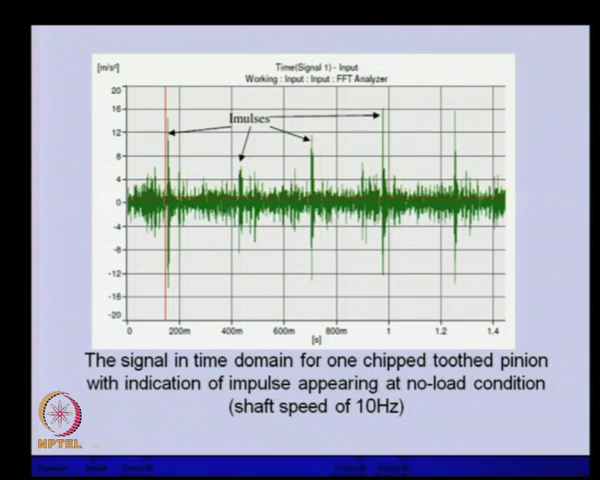 Time(Signal 1) - Input
Working : Input : Input : FFT Analyzer
[m/s²]
20
16
12
8
4
0
-4
-8
-12
-16
-20
Imulses
0 200m 400m 600m 800m 1 1.2 1.4
[s]
The signal in time domain for one chipped toothed pinion
with indication of impulse appearing at no-load condition
(shaft speed of 10Hz)
NPTEL